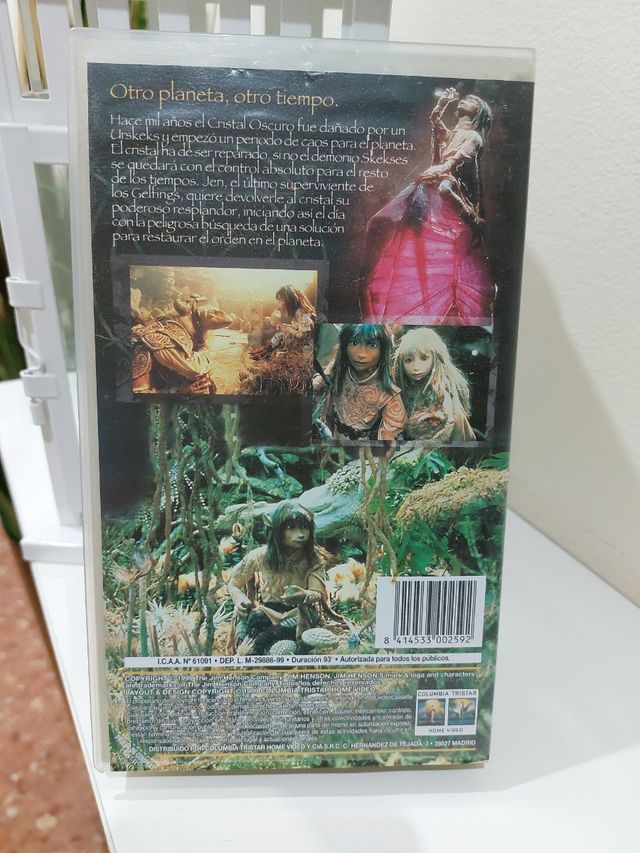 Otro planeta, otro tiempo.
Hace mil años el Cristal Oscuro fue dañado por un
Urskeks y empezó un periodo de caos para el planeta.
El cristal ha de ser reparado, si no el demonio Skekses
se quedará con el control absoluto para el resto
de los tiempos. Jen, el último superviviente de
los Gelfings, quiere devolverle al cristal su
poderoso resplandor, iniciando así el día
con la peligrosa búsqueda de una solución
para restaurar el orden en el planeta.
8 414533 002592
I.C.A.A. Nº 61091 • DEP. L. M-29886-99 • Duración 93' • Autorizada para todos los públicos.
COPYRIGHT © 1999 The Jim Henson Company. JIM HENSON, JIM HENSON'S mark & logo and characters
are trademarks of The Jim Henson Company. Todos los derechos reservados.
LAYOUT & DESIGN COPYRIGHT © 1999 COLUMBIA TRISTAR HOME VIDEO.
COLUMBIA TRISTAR
HOME VIDEO
DISTRIBUIDO POR COLUMBIA TRISTAR HOME VIDEO Y CIA S.R.C. C/ HERNANDEZ DE TEJADA, 3 • 28027 MADRID